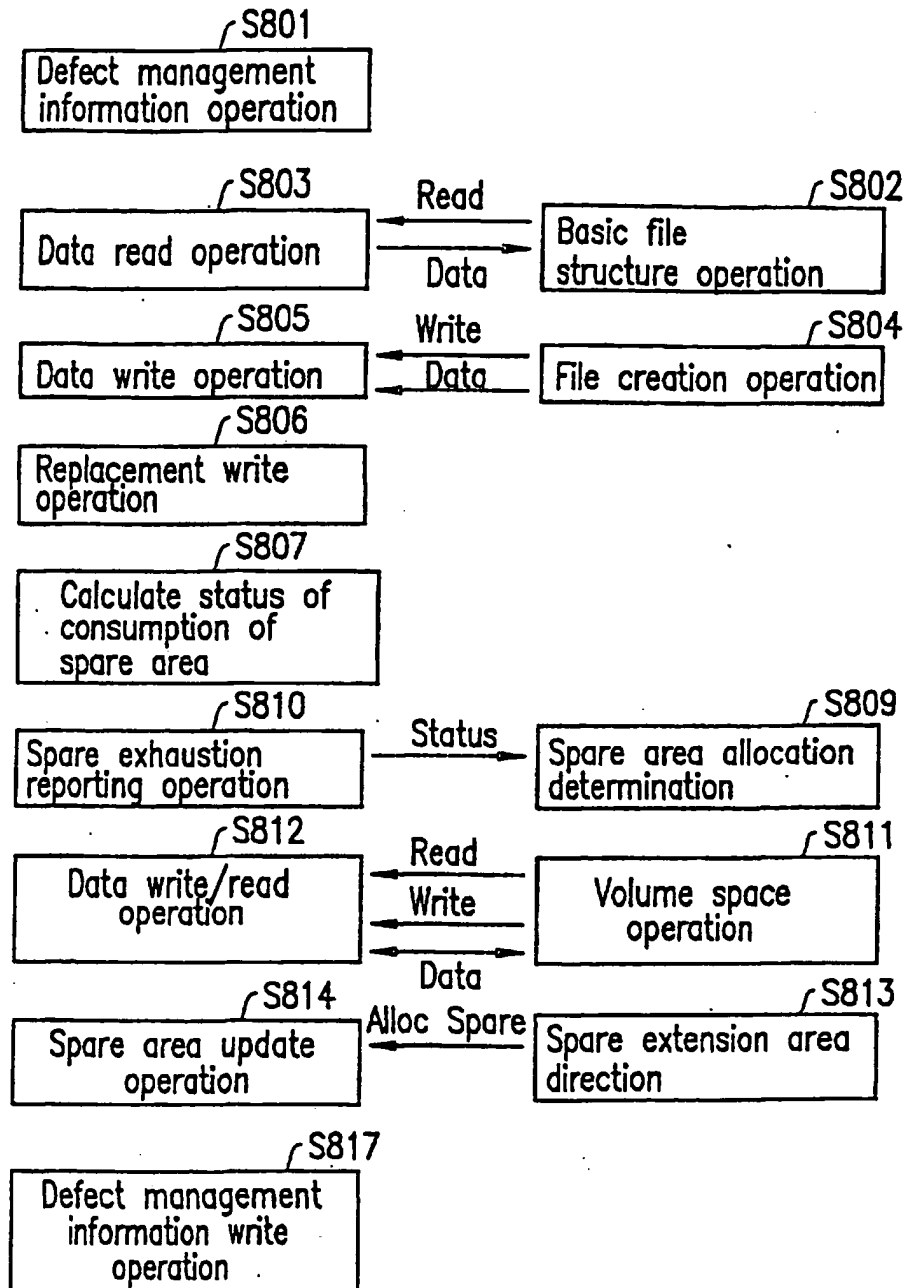 S801
Defect management
information operation
S803
Data read operation
Read
Data
S802
Basic file
structure operation
S805
Data write operation
Write
Data
S804
File creation operation
S806
Replacement write
operation
S807
Calculate status of
consumption of
spare area
S810
Spare exhaustion
reporting operation
Status
S809
Spare area allocation
determination
S812
Data write/read
operation
Read
Write
Data
S811
Volume space
operation
S814
Spare area update
operation
Alloc Spare
S813
Spare extension area
direction
S817
Defect management
information write
operation